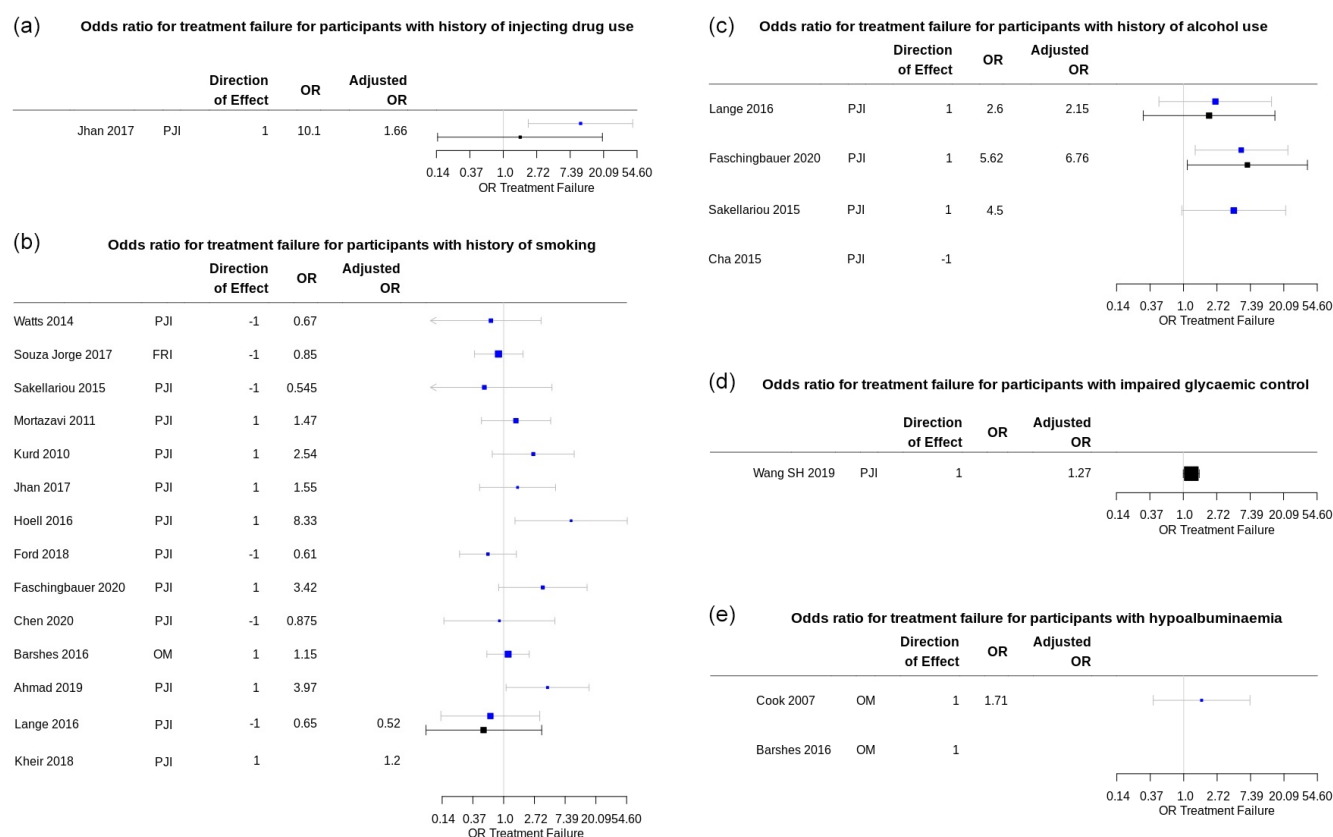 (a) Odds ratio for treatment failure for participants with history of injecting drug use
Direction of Effect OR Adjusted OR
Jhan 2017 PJI 1 10.1 1.66
0.14 0.37 1.0 2.72 7.39 20.09 54.60
OR Treatment Failure
(b) Odds ratio for treatment failure for participants with history of smoking
Direction of Effect OR Adjusted OR
Watts 2014 PJI -1 0.67
Souza Jorge 2017 FRI -1 0.85
Sakellariou 2015 PJI -1 0.545
Mortazavi 2011 PJI 1 1.47
Kurd 2010 PJI 1 2.54
Jhan 2017 PJI 1 1.55
Hoell 2016 PJI 1 8.33
Ford 2018 PJI -1 0.61
Faschingbauer 2020 PJI 1 3.42
Chen 2020 PJI -1 0.875
Barshes 2016 OM 1 1.15
Ahmad 2019 PJI 1 3.97
Lange 2016 PJI -1 0.65 0.52
Kheir 2018 PJI 1 1.2
0.14 0.37 1.0 2.72 7.39 20.09 54.60
OR Treatment Failure
(c) Odds ratio for treatment failure for participants with history of alcohol use
Direction of Effect OR Adjusted OR
Lange 2016 PJI 1 2.6 2.15
Faschingbauer 2020 PJI 1 5.62 6.76
Sakellariou 2015 PJI 1 4.5
Cha 2015 PJI -1
0.14 0.37 1.0 2.72 7.39 20.09 54.60
OR Treatment Failure
(d) Odds ratio for treatment failure for participants with impaired glycaemic control
Direction of Effect OR Adjusted OR
Wang SH 2019 PJI 1 1.27
0.14 0.37 1.0 2.72 7.39 20.09 54.60
OR Treatment Failure
(e) Odds ratio for treatment failure for participants with hypoalbuminaemia
Direction of Effect OR Adjusted OR
Cook 2007 OM 1 1.71
Barshes 2016 OM 1
0.14 0.37 1.0 2.72 7.39 20.09 54.60
OR Treatment Failure